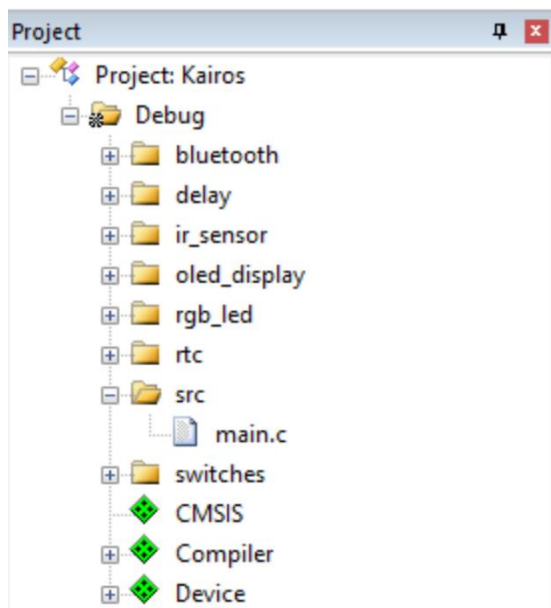 Project
Project: Kairos
Debug
bluetooth
delay
ir_sensor
oled_display
rgb_led
rtc
src
main.c
switches
CMSIS
Compiler
Device